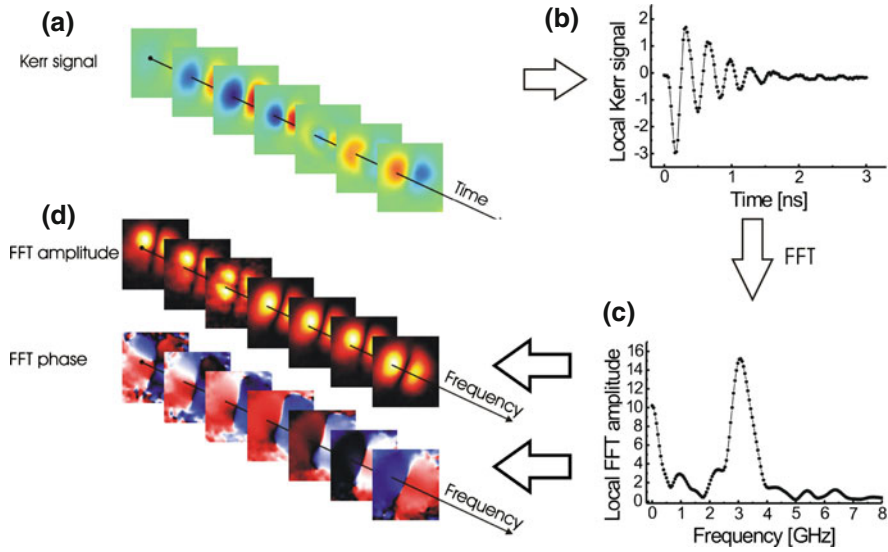 (a)
Kerr signal
Time
(b)
Local Kerr signal
2
1
0
-1
-2
-3
0 1 2 3
Time [ns]
FFT
(c)
Local FFT amplitude
16
14
12
10
8
6
4
2
0
0 1 2 3 4 5 6 7 8
Frequency [GHz]
(d)
FFT amplitude
Frequency
FFT phase
Frequency